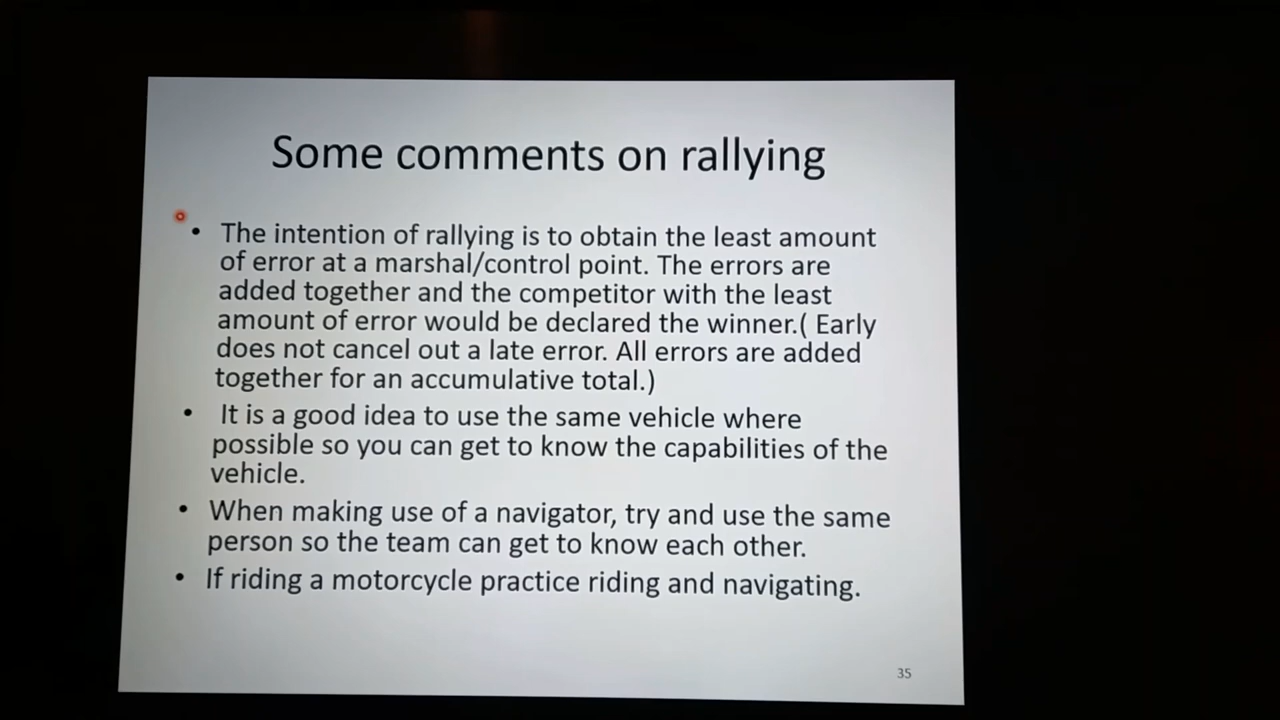 Some comments on rallying
• The intention of rallying is to obtain the least amount
of error at a marshal/control point. The errors are
added together and the competitor with the least
amount of error would be declared the winner.( Early
does not cancel out a late error. All errors are added
together for an accumulative total.)
• It is a good idea to use the same vehicle where
possible so you can get to know the capabilities of the
vehicle.
• When making use of a navigator, try and use the same
person so the team can get to know each other.
• If riding a motorcycle practice riding and navigating.
35